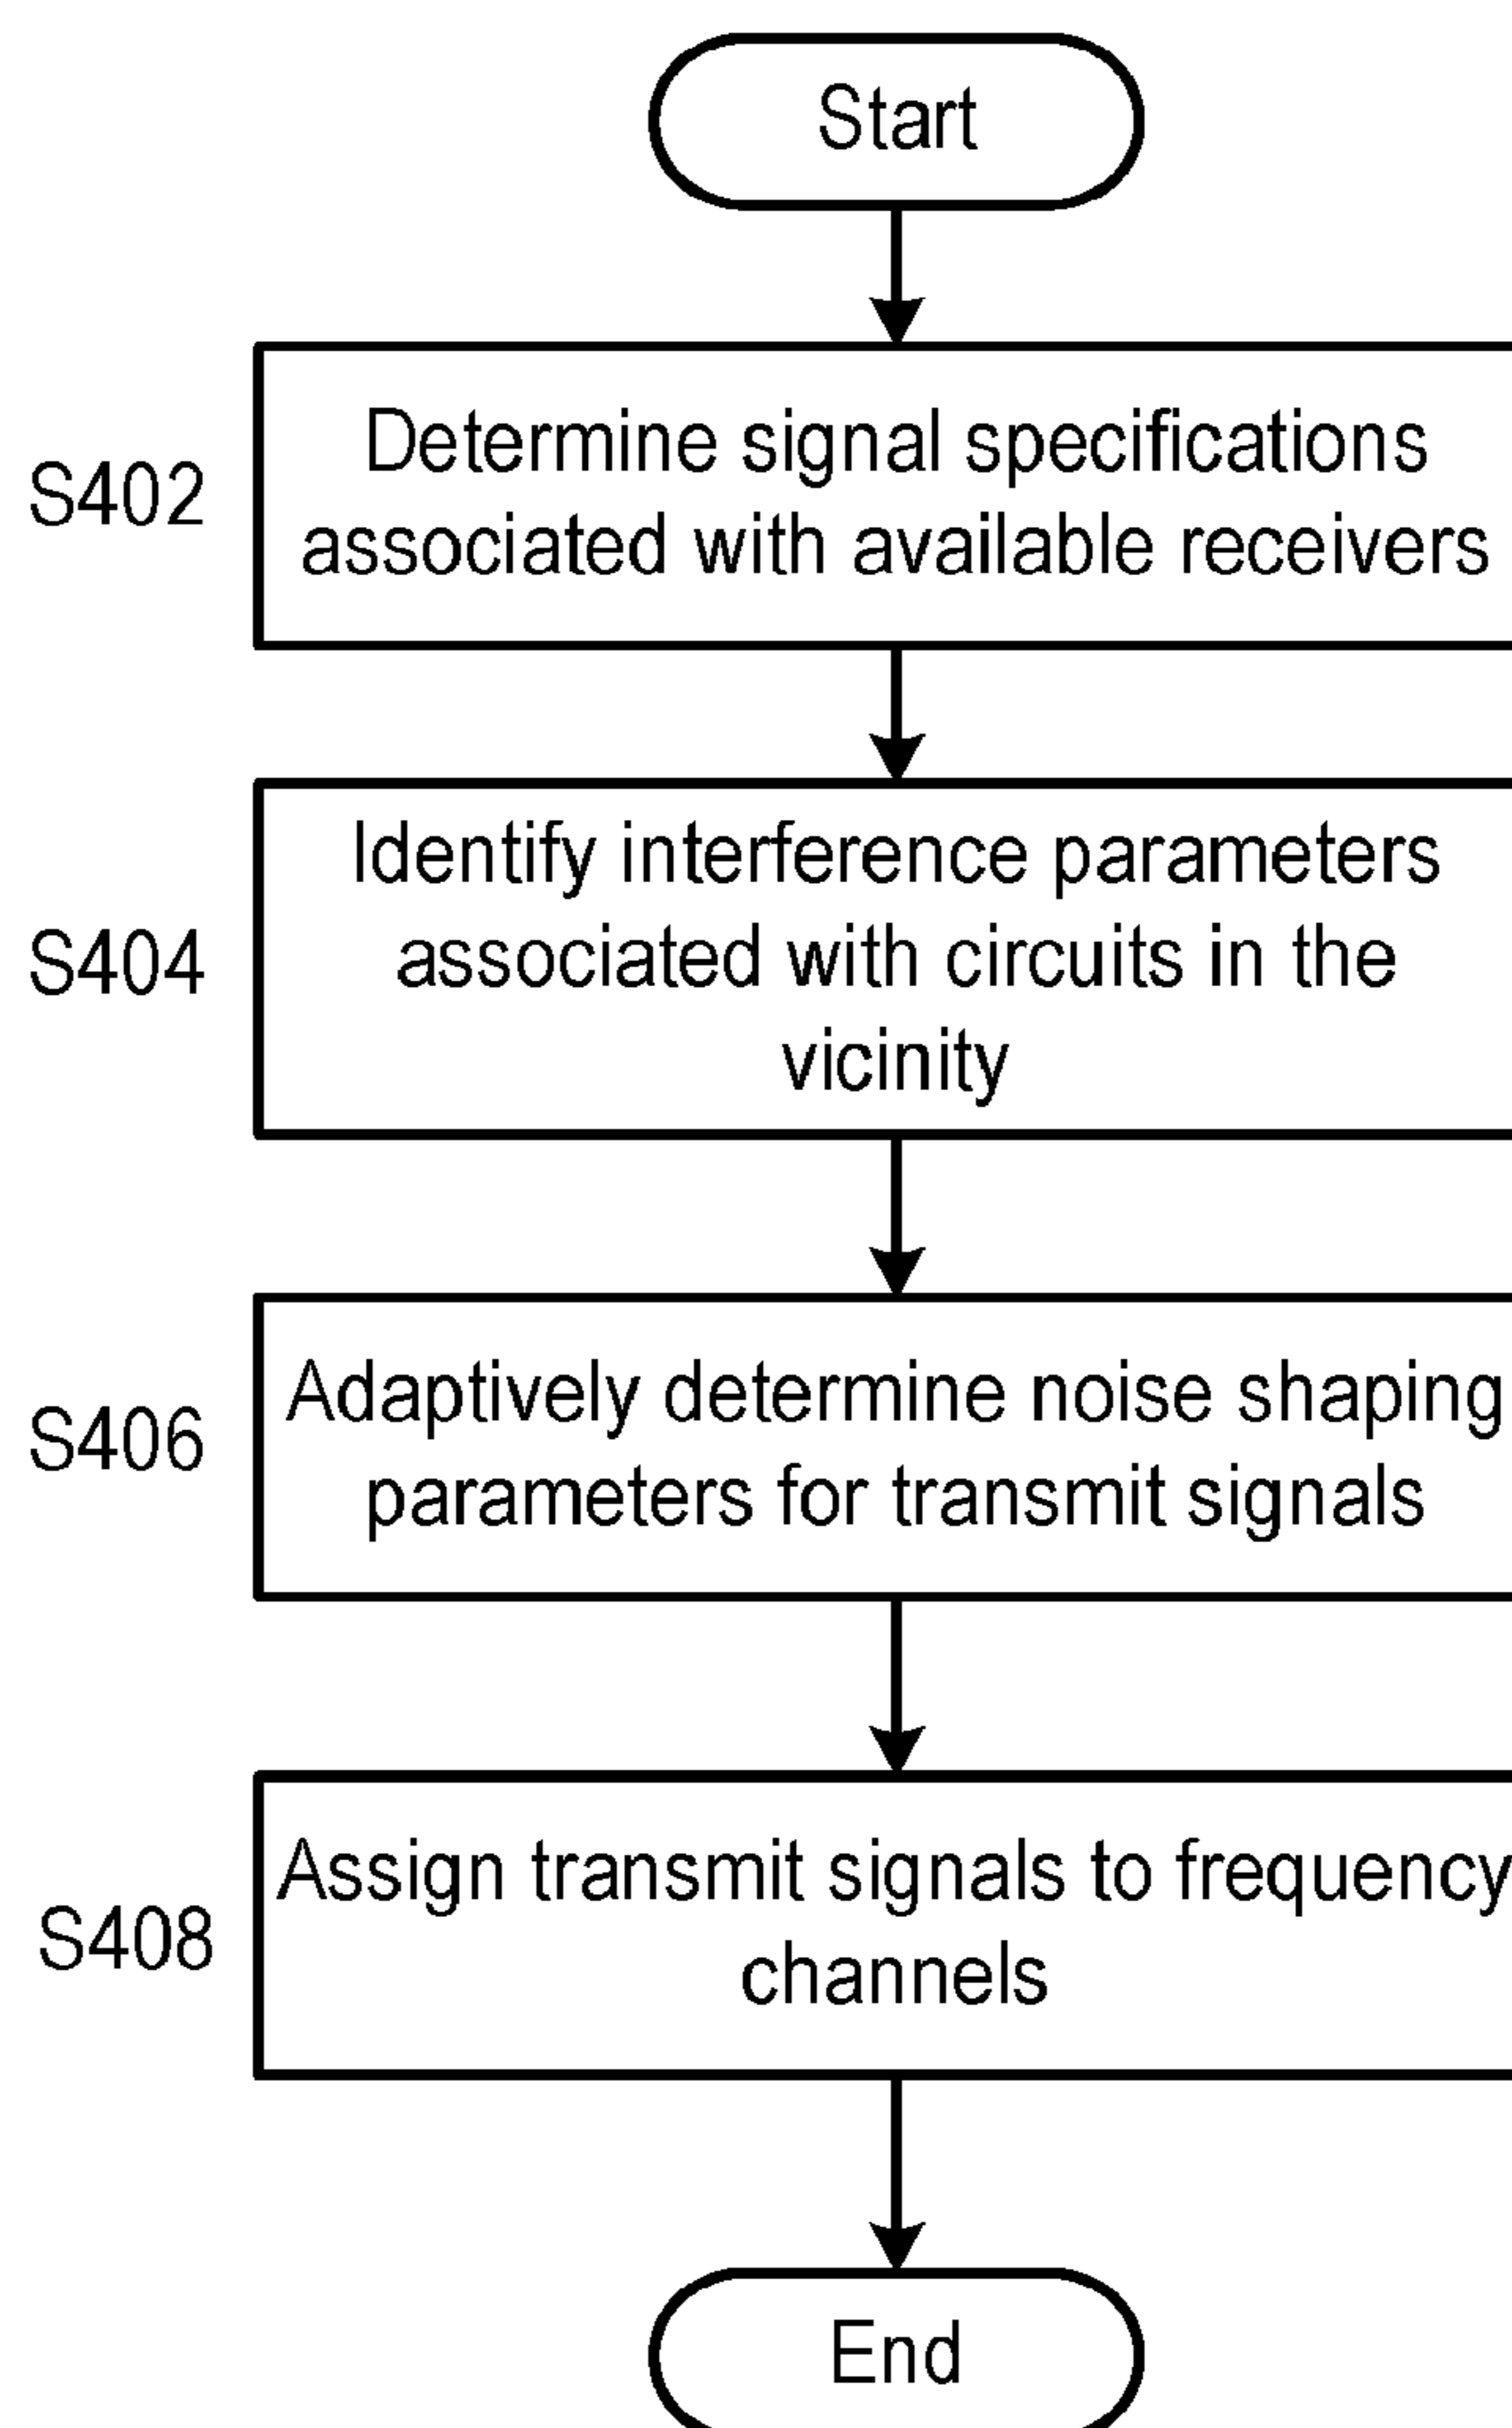 Start
S402
Determine signal specifications
associated with available receivers
S404
Identify interference parameters
associated with circuits in the
vicinity
S406
Adaptively determine noise shaping
parameters for transmit signals
S408
Assign transmit signals to frequency
channels
End